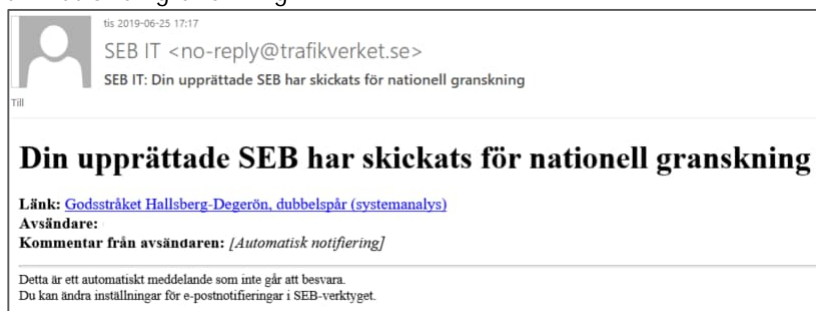 tis 2019-06-25 17:17
SEB IT <no-reply@trafikverket.se>
SEB IT: Din upprättade SEB har skickats för nationell granskning
Till
Din upprättade SEB har skickats för nationell granskning
Länk: Godsstråket Hallsberg-Degerön, dubbelspår (systemanalys)
Avsändare:
Kommentar från avsändaren: [Automatisk notifiering]
Detta är ett automatiskt meddelande som inte går att besvara.
Du kan ändra inställningar för e-postnotifieringar i SEB-verktyget.